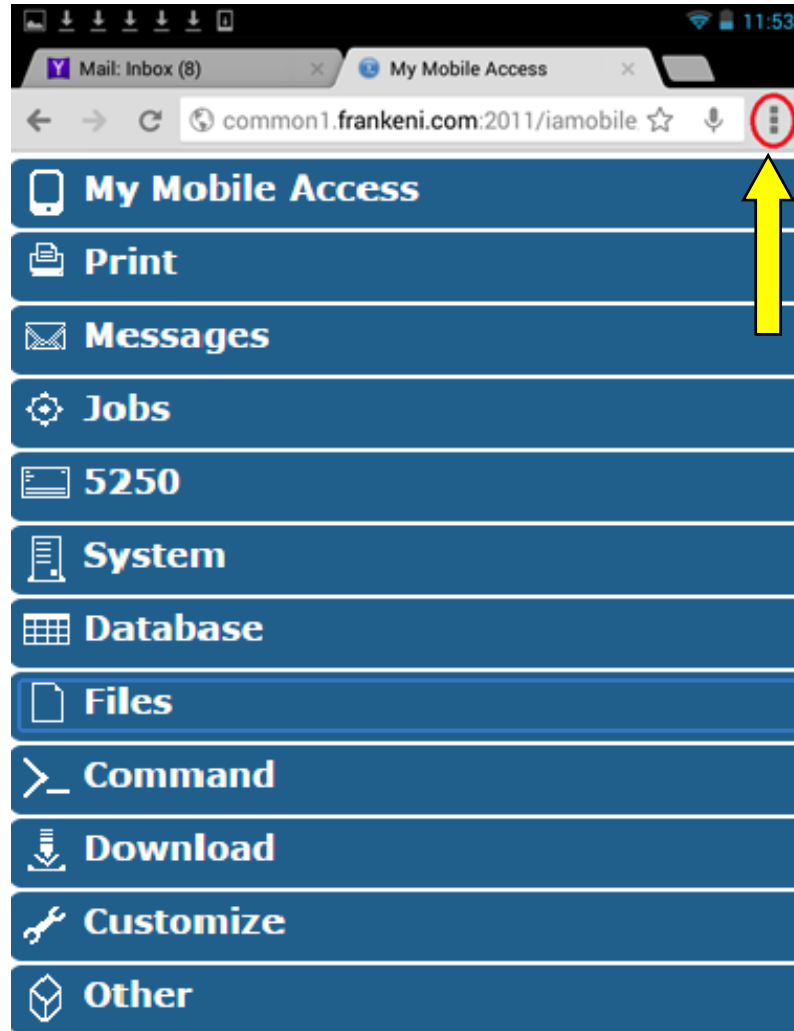 11:53
Mail: Inbox (8)
My Mobile Access
common1.frankeni.com:2011/iamobile
My Mobile Access
Print
Messages
Jobs
5250
System
Database
Files
Command
Download
Customize
Other